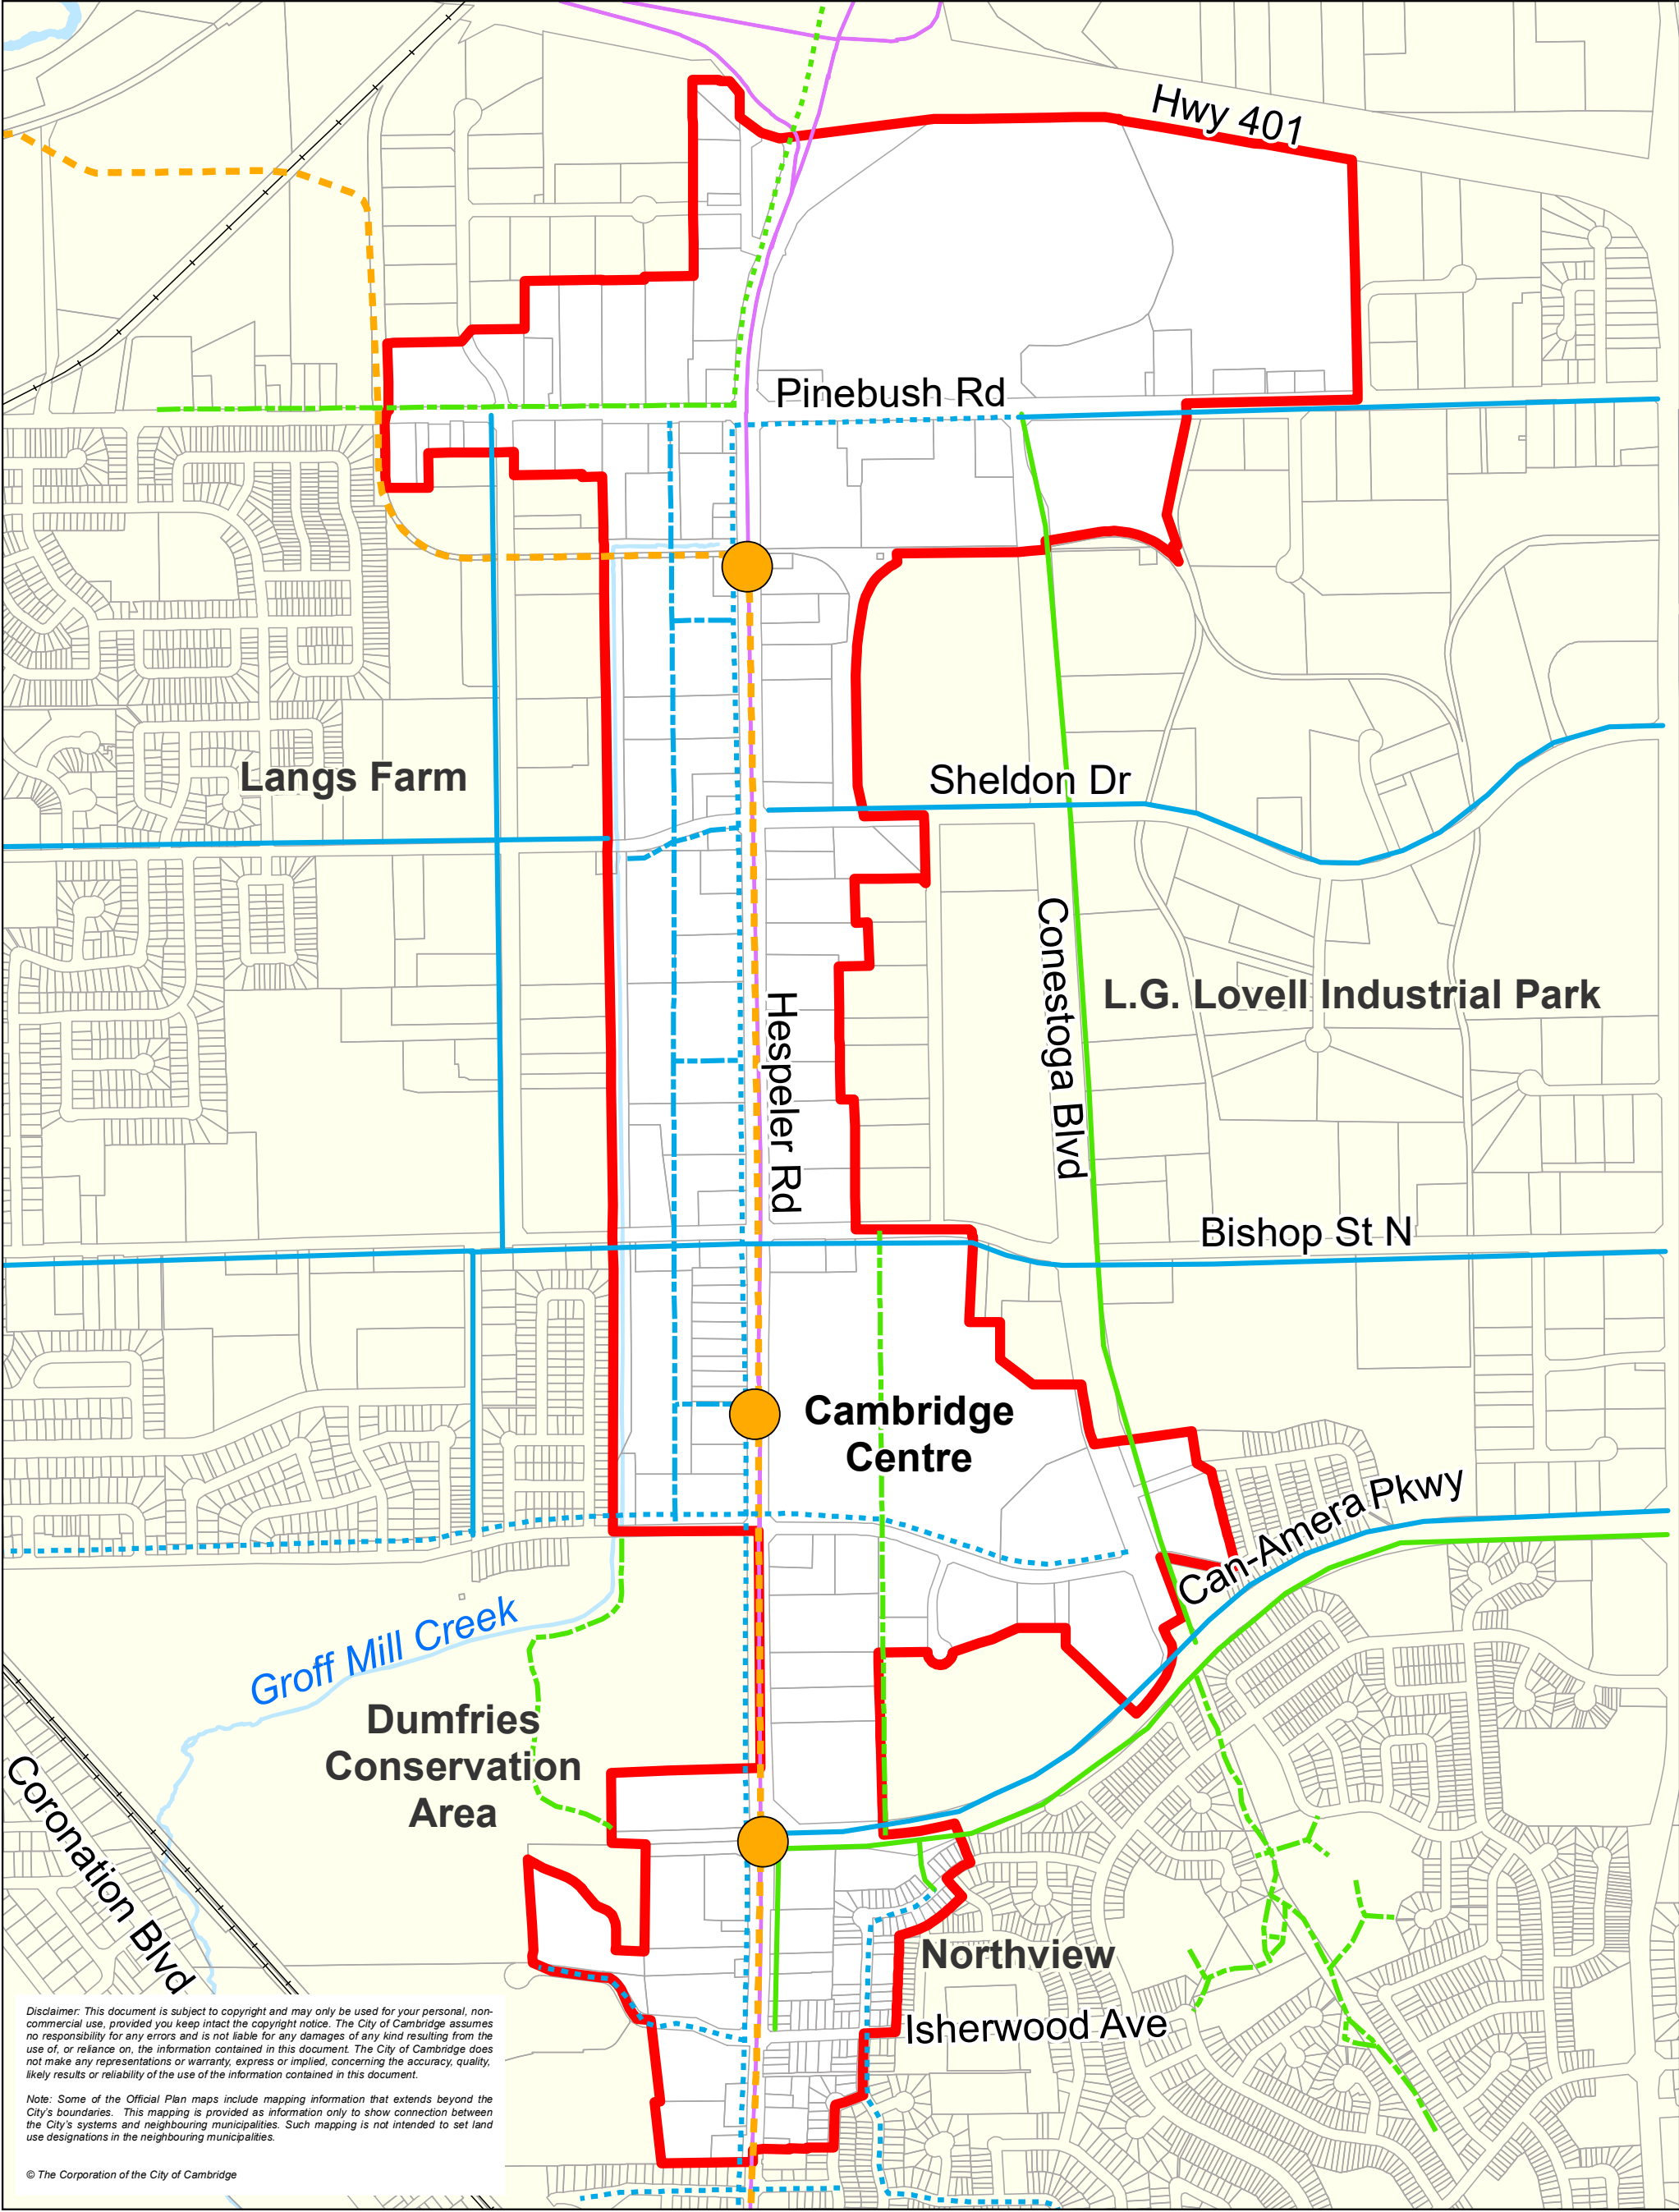 Hwy 401
Pinebush Rd
Langs Farm
Sheldon Dr
Conestoga Blvd
L.G. Lovell Industrial Park
Hespeler Rd
Bishop St N
Cambridge
Centre
Can-Amera Pkwy
Groff Mill Creek
Dumfries
Conservation
Area
Coronation Blvd
Northview
Isherwood Ave
Disclaimer: This document is subject to copyright and may only be used for your personal, non-
commercial use, provided you keep intact the copyright notice. The City of Cambridge assumes
no responsibility for any errors and is not liable for any damages of any kind resulting from the
use of, or reliance on, the information contained in this document. The City of Cambridge does
not make any representations or warranty, express or implied, concerning the accuracy, quality,
likely results or reliability of the use of the information contained in this document.
Note: Some of the Official Plan maps include mapping information that extends beyond the
City's boundaries. This mapping is provided as information only to show connection between
the City's systems and neighbouring municipalities. Such mapping is not intended to set land
use designations in the neighbouring municipalities.
© The Corporation of the City of Cambridge